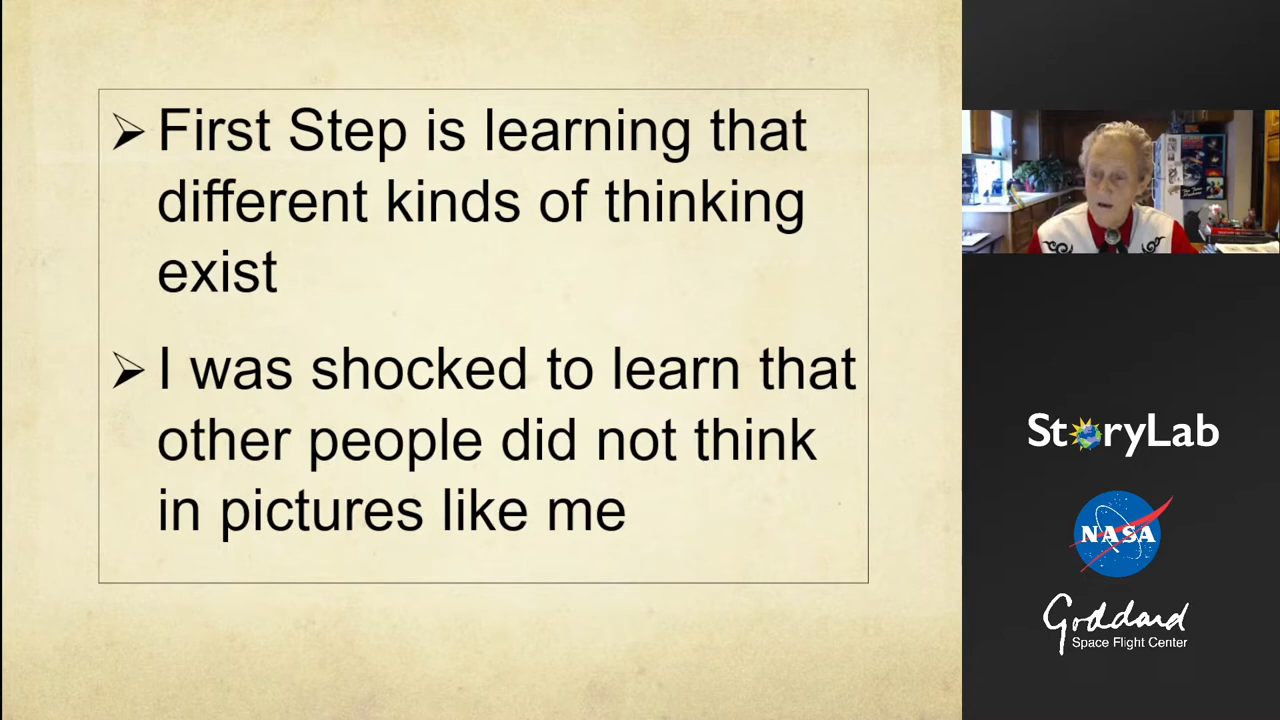 First Step is learning that
different kinds of thinking
exist
I was shocked to learn that
other people did not think
in pictures like me
StoryLab
NASA
Goddard
Space Flight Center